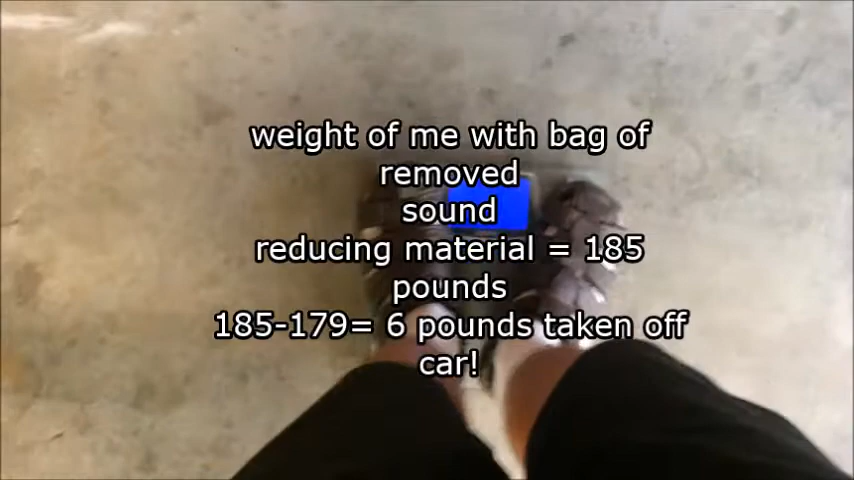 weight of me with bag of
removed
sound
reducing material = 185
pounds
185-179= 6 pounds taken off
car!